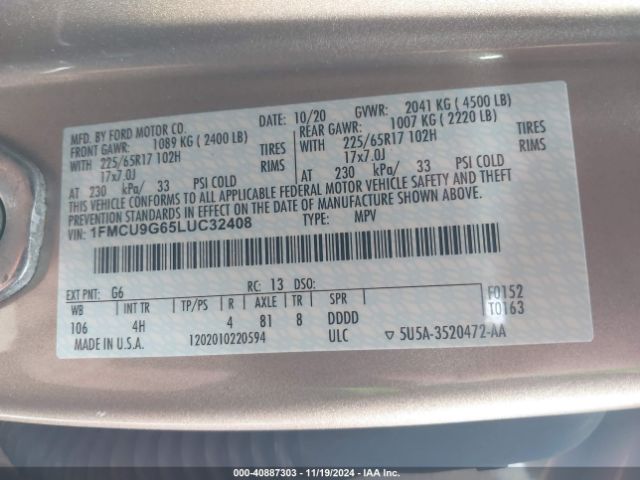 MFD. BY FORD MOTOR CO. DATE: 10/20 GVWR: 2041 KG ( 4500 LB)
FRONT GAWR: 1089 KG ( 2400 LB) REAR GAWR: 1007 KG ( 2220 LB)
WITH 225/65R17 102H TIRES WITH 225/65R17 102H TIRES
17x7.0J RIMS 17x7.0J RIMS
AT 230 kPa/ 33 PSI COLD AT 230 kPa/ 33 PSI COLD
THIS VEHICLE CONFORMS TO ALL APPLICABLE FEDERAL MOTOR VEHICLE SAFETY AND THEFT
PREVENTION STANDARDS IN EFFECT ON THE DATE OF MANUFACTURE SHOWN ABOVE.
1FMCU9G65LUC32408 TYPE: MPV
EXT PNT: G6 RC: 13 DSO: F0152
WB INT TR TP/PS R AXLE TR SPR T0163
106 4H 4 81 8 DDDD
MADE IN U.S.A. 1202010220594 ULC ▽ 5U5A-3520472-AA
000-40887303 - 11/19/2024 - IAA Inc.